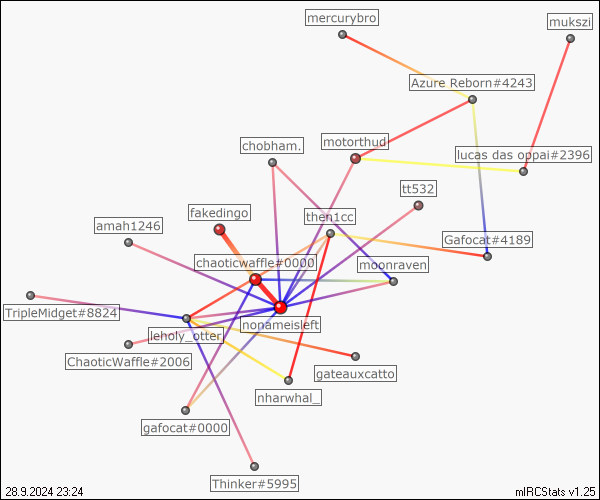 mercurybro
mukszi
Azure Reborn#4243
chobham.
motorthud
lucas das oppai#2396
tt532
fakedingo
then1cc
amah1246
Gafocat#4189
chaoticwaffle#0000
moonraven
TripleMidget#8824
nonameisleft
leholy_otter
ChaoticWaffle#2006
gateauxcatto
nharwhal_
gafocat#0000
Thinker#5995
28.9.2024 23:24
mIRCStats v1.25